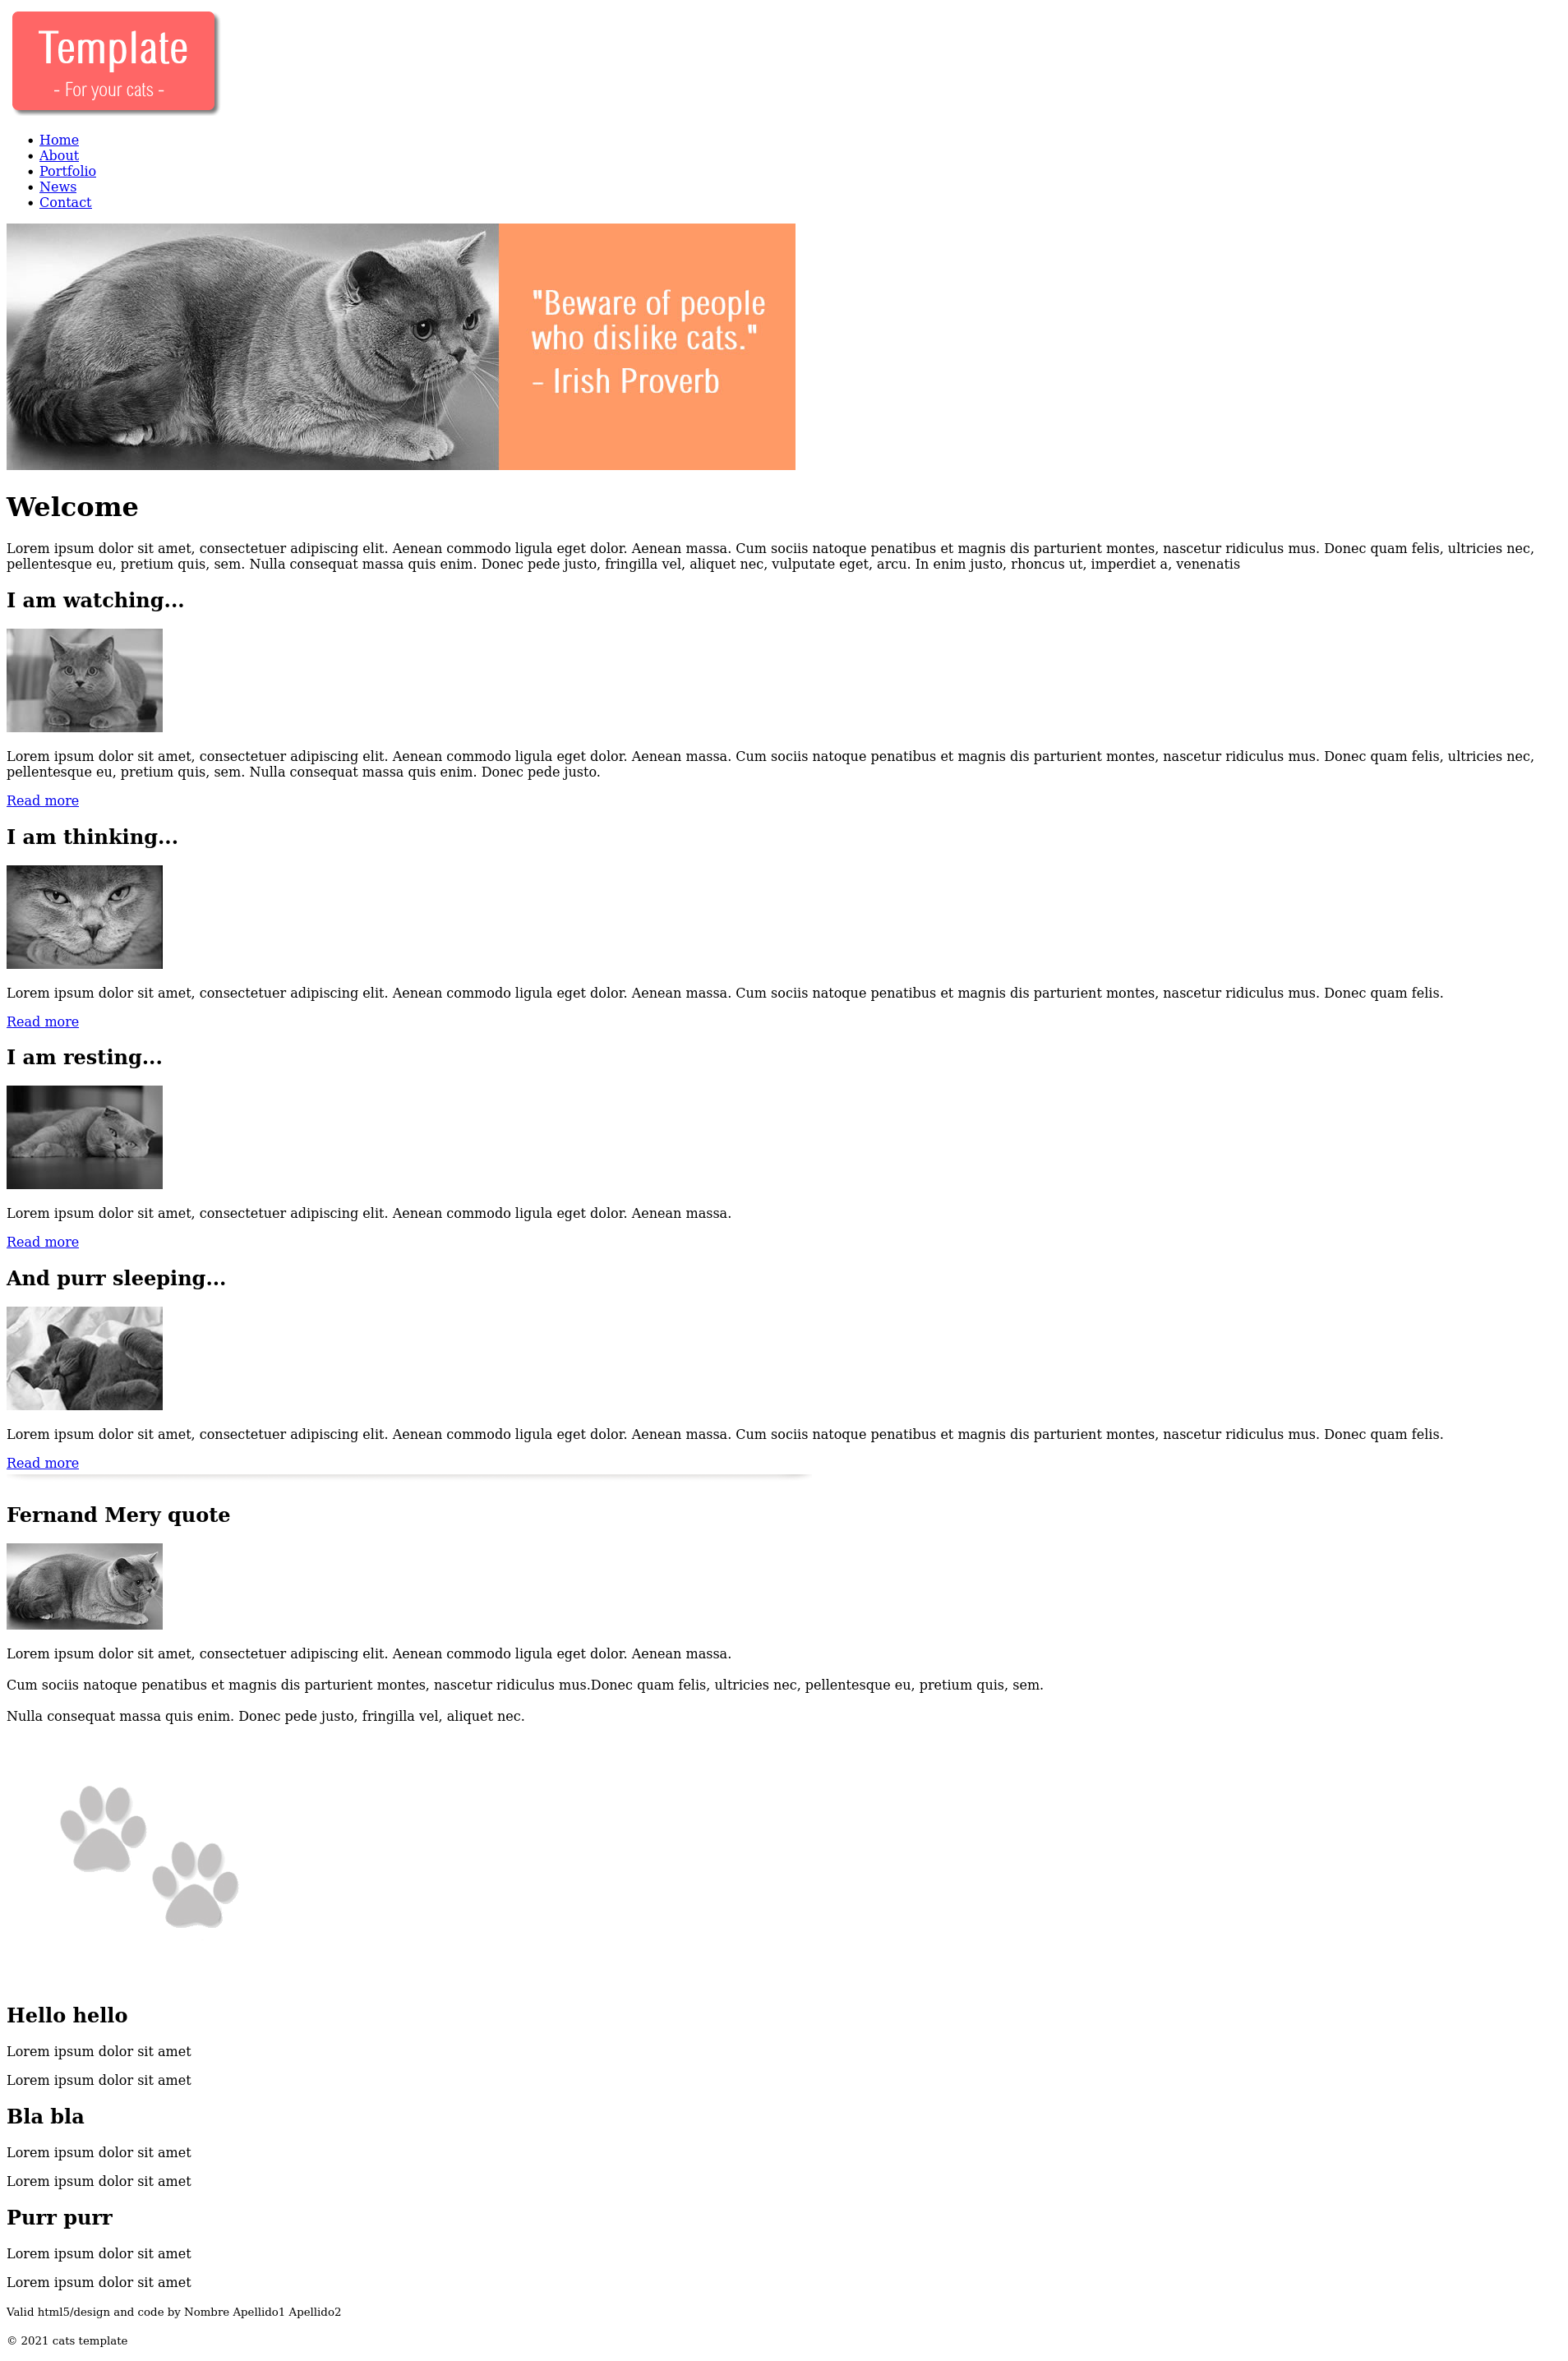 Template
- For your cats -
Home
About
Portfolio
News
Contact
"Beware of people
who dislike cats."
- Irish Proverb
Welcome
Lorem ipsum dolor sit amet, consectetuer adipiscing elit. Aenean commodo ligula eget dolor. Aenean massa. Cum sociis natoque penatibus et magnis dis parturient montes, nascetur ridiculus mus. Donec quam felis, ultricies nec,
pellentesque eu, pretium quis, sem. Nulla consequat massa quis enim. Donec pede justo, fringilla vel, aliquet nec, vulputate eget, arcu. In enim justo, rhoncus ut, imperdiet a, venenatis
I am watching...
Lorem ipsum dolor sit amet, consectetuer adipiscing elit. Aenean commodo ligula eget dolor. Aenean massa. Cum sociis natoque penatibus et magnis dis parturient montes, nascetur ridiculus mus. Donec quam felis, ultricies nec,
pellentesque eu, pretium quis, sem. Nulla consequat massa quis enim. Donec pede justo.
Read more
I am thinking...
Lorem ipsum dolor sit amet, consectetuer adipiscing elit. Aenean commodo ligula eget dolor. Aenean massa. Cum sociis natoque penatibus et magnis dis parturient montes, nascetur ridiculus mus. Donec quam felis.
Read more
I am resting...
Lorem ipsum dolor sit amet, consectetuer adipiscing elit. Aenean commodo ligula eget dolor. Aenean massa.
Read more
And purr sleeping...
Lorem ipsum dolor sit amet, consectetuer adipiscing elit. Aenean commodo ligula eget dolor. Aenean massa. Cum sociis natoque penatibus et magnis dis parturient montes, nascetur ridiculus mus. Donec quam felis.
Read more
Fernand Mery quote
Lorem ipsum dolor sit amet, consectetuer adipiscing elit. Aenean commodo ligula eget dolor. Aenean massa.
Cum sociis natoque penatibus et magnis dis parturient montes, nascetur ridiculus mus.Donec quam felis, ultricies nec, pellentesque eu, pretium quis, sem.
Nulla consequat massa quis enim. Donec pede justo, fringilla vel, aliquet nec.
Hello hello
Lorem ipsum dolor sit amet
Lorem ipsum dolor sit amet
Bla bla
Lorem ipsum dolor sit amet
Lorem ipsum dolor sit amet
Purr purr
Lorem ipsum dolor sit amet
Lorem ipsum dolor sit amet
Valid html5/design and code by Nombre Apellido1 Apellido2
© 2021 cats template